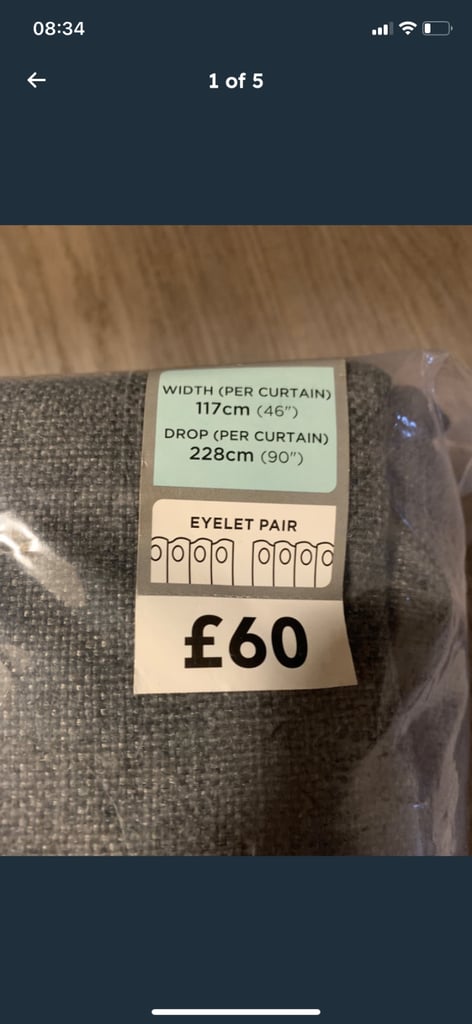 08:34
1 of 5
WIDTH (PER CURTAIN)
117cm (46")
DROP (PER CURTAIN)
228cm (90")
EYELET PAIR
£60